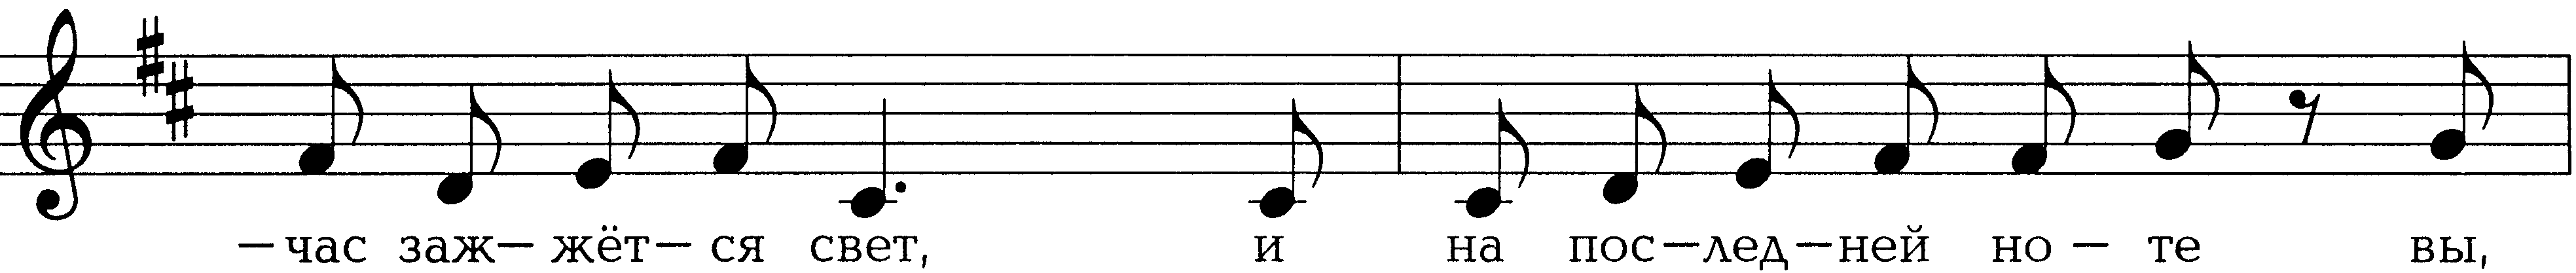 —час заж—жёт—ся свет, и на пос—лед—ней но — те вы,